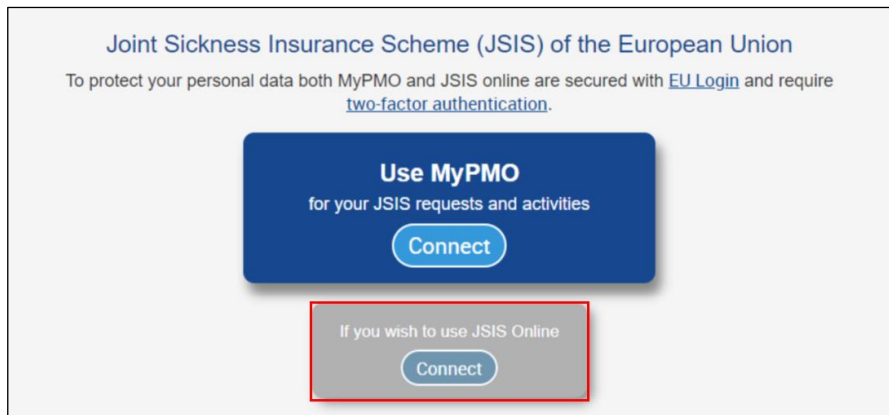 Joint Sickness Insurance Scheme (JSIS) of the European Union
To protect your personal data both MyPMO and JSIS online are secured with EU Login and require
two-factor authentication.
Use MyPMO
for your JSIS requests and activities
Connect
If you wish to use JSIS Online
Connect